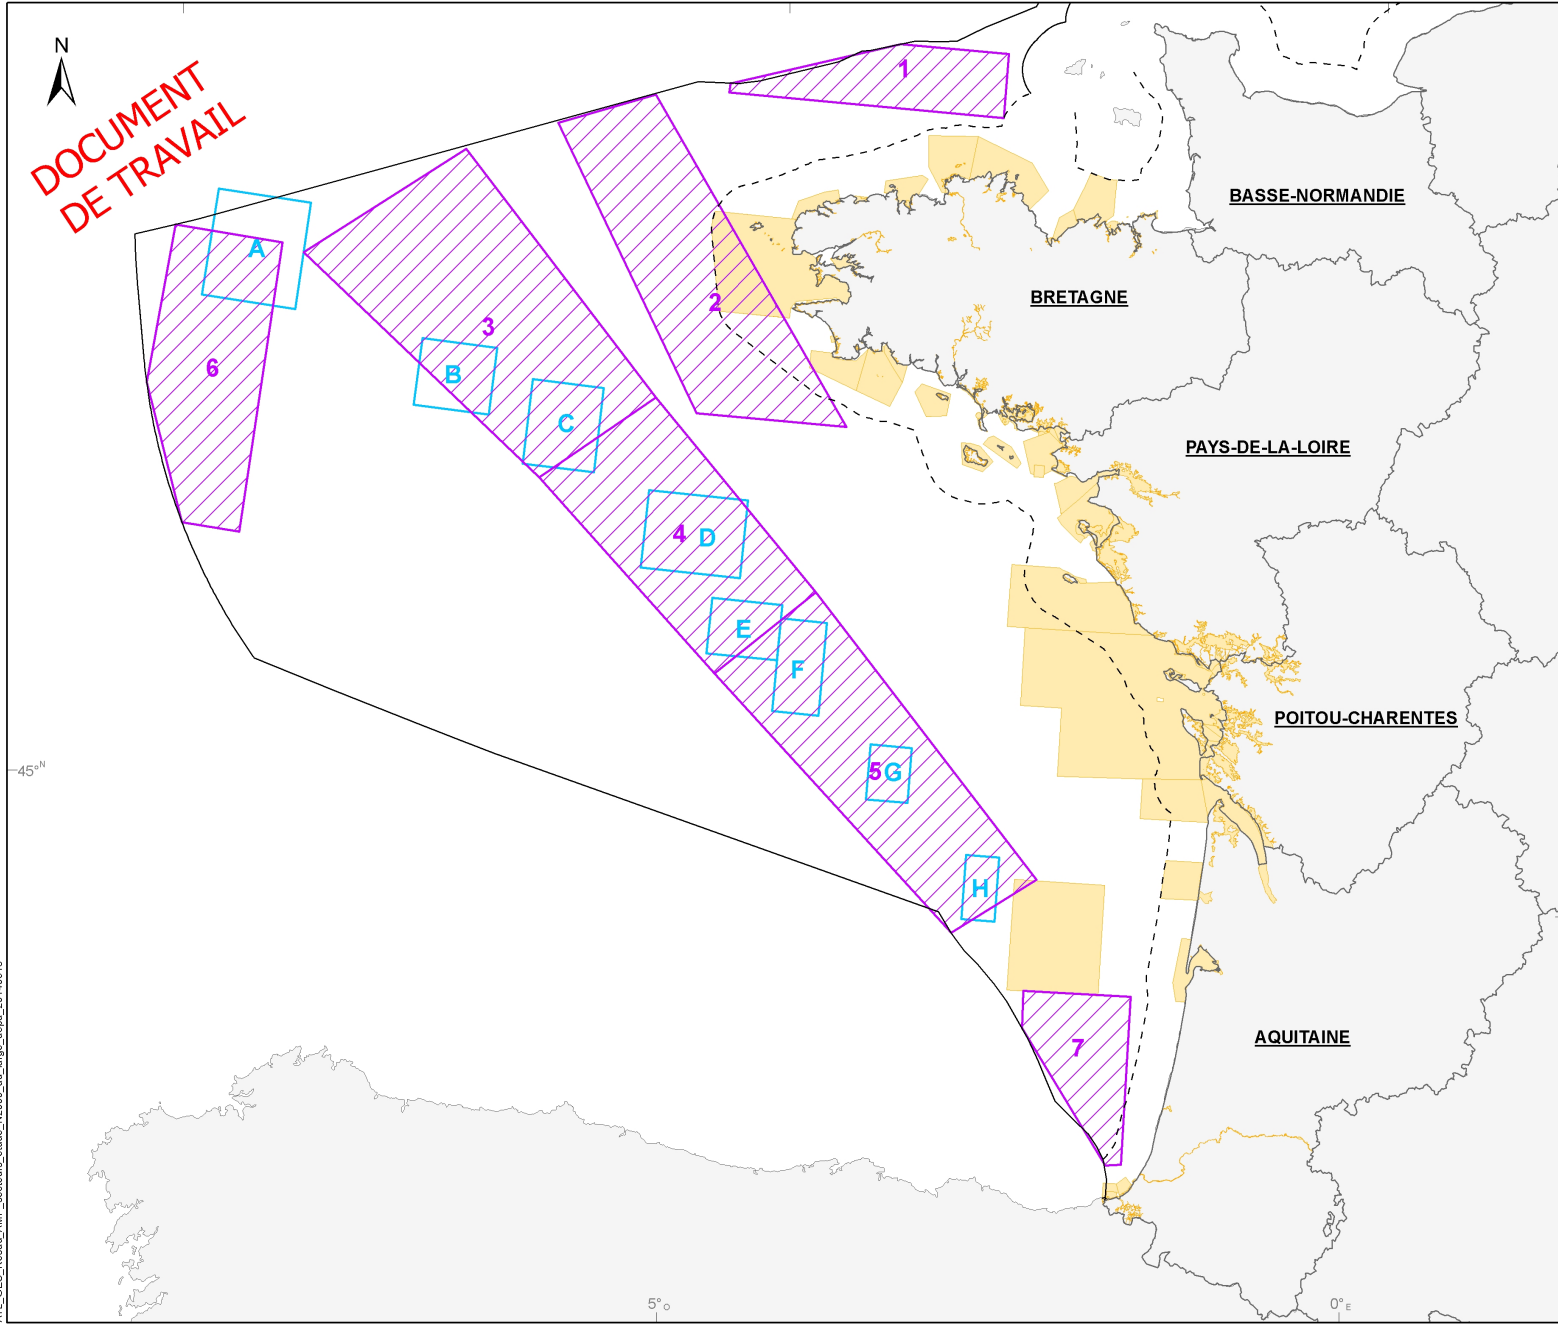 N
DOCUMENT
DE TRAVAIL
1
BASSE-NORMANDIE
A
BRETAGNE
2
3
6
B
C
PAYS-DE-LA-LOIRE
4 D
E
F
POITOU-CHARENTES
45° N
5 G
H
AQUITAINE
7
5° O
0° E